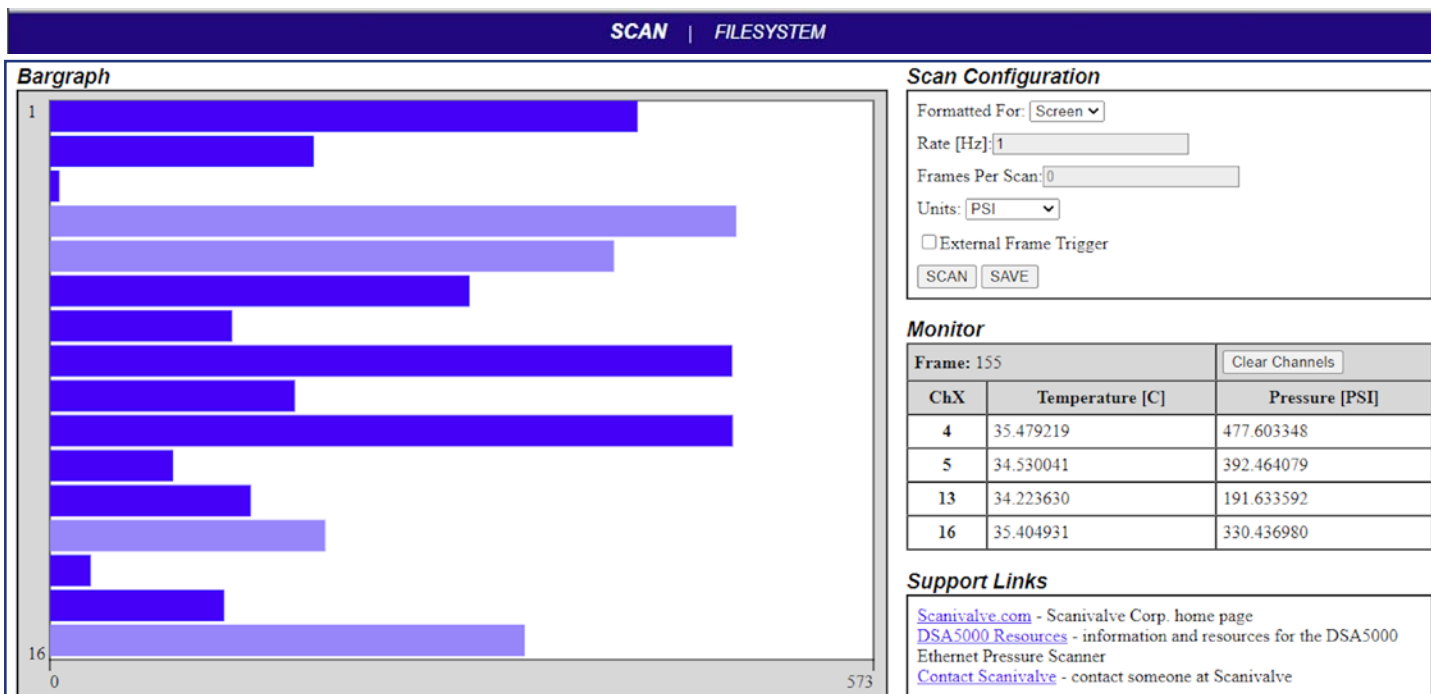 SCAN | FILESYSTEM
Bargraph
1
16
0 573
Scan Configuration
Formatted For: Screen
Rate [Hz]: 1
Frames Per Scan: 0
Units: PSI
External Frame Trigger
SCAN SAVE
Monitor
Frame: 155 Clear Channels
ChX Temperature [C] Pressure [PSI]
4 35.479219 477.603348
5 34.530041 392.464079
13 34.223630 191.633592
16 35.404931 330.436980
Support Links
Scanivalve.com - Scanivalve Corp. home page
DSA5000 Resources - information and resources for the DSA5000
Ethernet Pressure Scanner
Contact Scanivalve - contact someone at Scanivalve